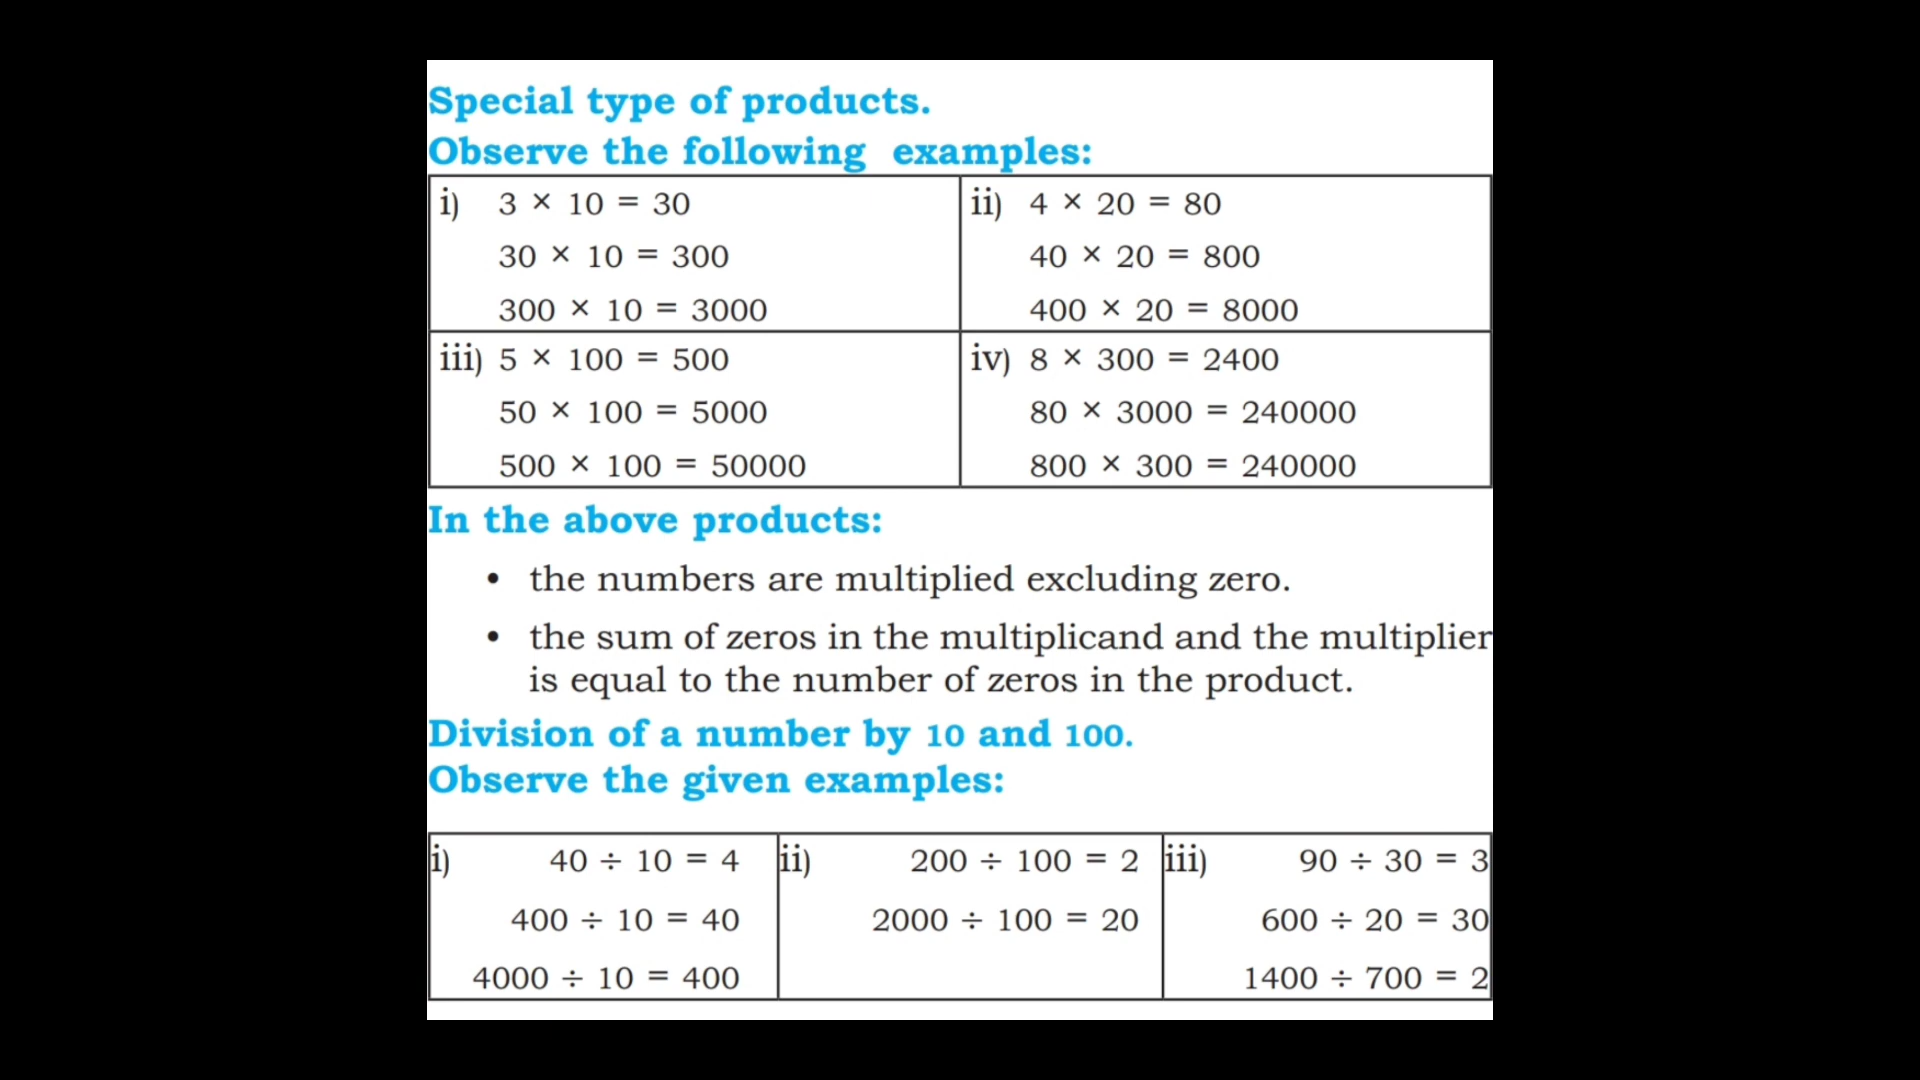 Special type of products.
Observe the following examples:
i) 3 × 10 = 30
30 × 10 = 300
300 × 10 = 3000
ii) 4 × 20 = 80
40 × 20 = 800
400 × 20 = 8000
iii) 5 × 100 = 500
50 × 100 = 5000
500 × 100 = 50000
iv) 8 × 300 = 2400
80 × 3000 = 240000
800 × 300 = 240000
In the above products:
• the numbers are multiplied excluding zero.
• the sum of zeros in the multiplicand and the multiplier
is equal to the number of zeros in the product.
Division of a number by 10 and 100.
Observe the given examples:
i) 40 ÷ 10 = 4
400 ÷ 10 = 40
4000 ÷ 10 = 400
ii) 200 ÷ 100 = 2
2000 ÷ 100 = 20
iii) 90 ÷ 30 = 3
600 ÷ 20 = 30
1400 ÷ 700 = 2